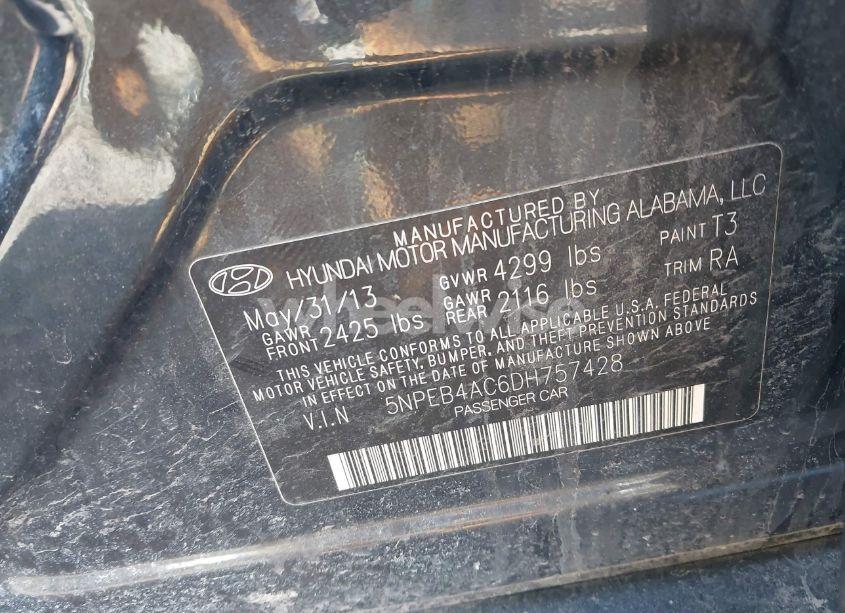 MANUFACTURED BY
HYUNDAI MOTOR MANUFACTURING ALABAMA, LLC
May/31/13 GVWR 4299 lbs PAINT T3
GAWR FRONT 2425 lbs GAWR REAR 2116 lbs TRIM RA
THIS VEHICLE CONFORMS TO ALL APPLICABLE U.S.A. FEDERAL
MOTOR VEHICLE SAFETY, BUMPER, AND THEFT PREVENTION STANDARDS
IN EFFECT ON THE DATE OF MANUFACTURE SHOWN ABOVE
V.I.N 5NPEB4AC6DH757428
PASSENGER CAR
wheelwise